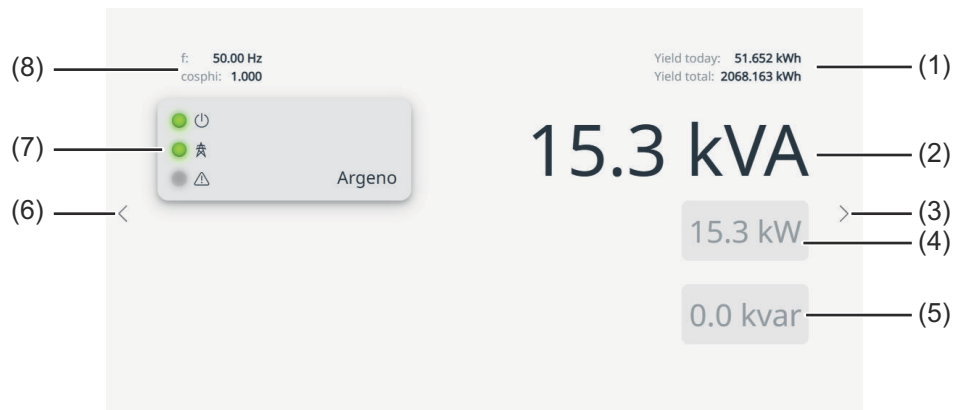 (8)
f: 50.00 Hz
cosphi: 1.000
Yield today: 51.652 kWh
Yield total: 2068.163 kWh
(1)
(7)
Argeno
15.3 kVA
(2)
(6)
<
>
(3)
15.3 kW
(4)
0.0 kvar
(5)